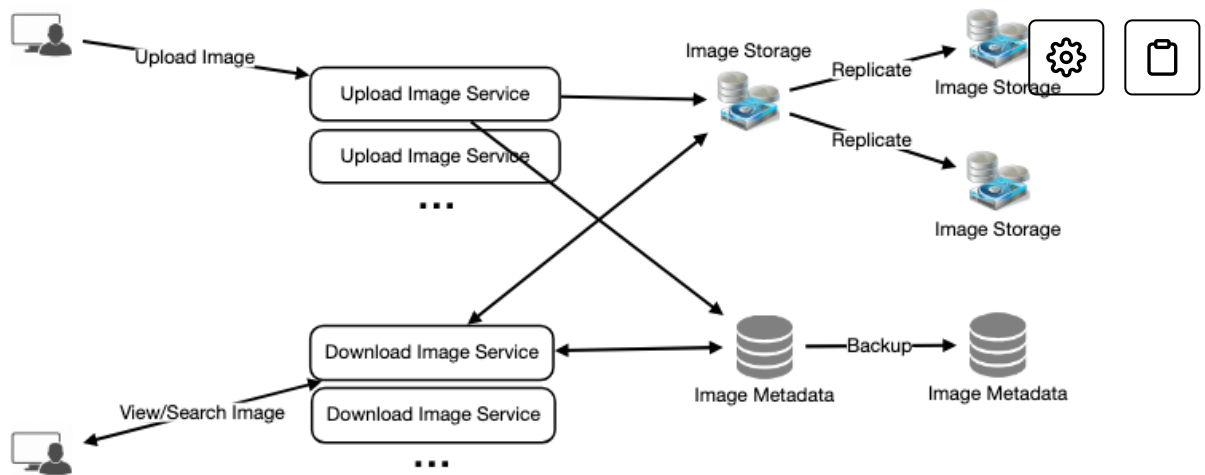 Upload Image
Image Storage
Replicate
Image Storage
Upload Image Service
Replicate
Upload Image Service
...
Image Storage
Download Image Service
Backup
Image Metadata
Image Metadata
View/Search Image
Download Image Service
...